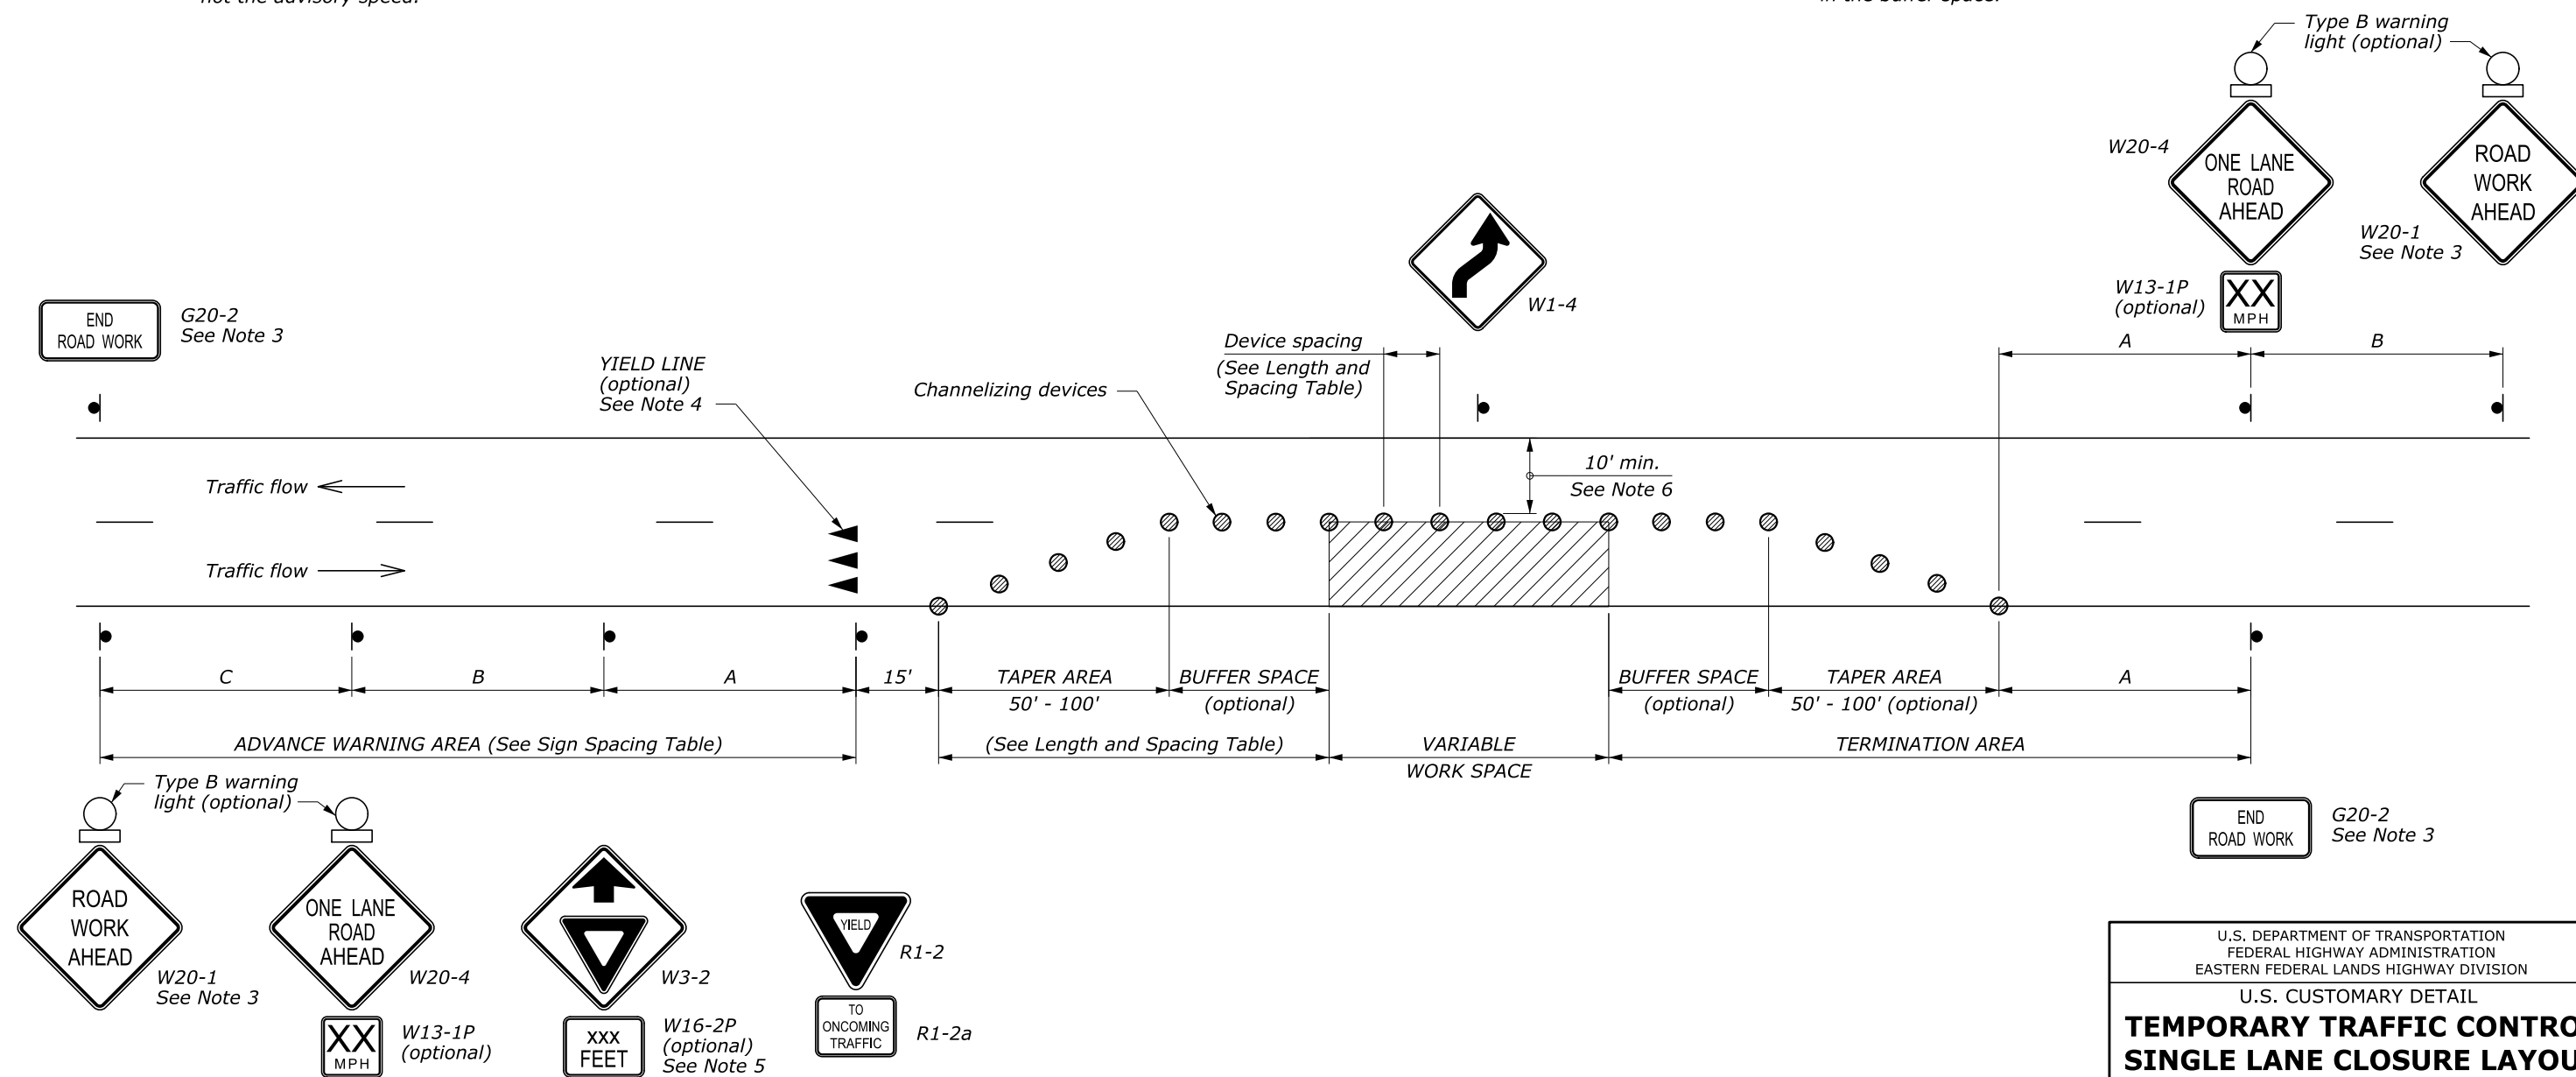 not the advisory speed.
in the buffer space.
Type B warning
light (optional)
W20-4
ONE LANE
ROAD
AHEAD
ROAD
WORK
AHEAD
W20-1
See Note 3
W13-1P
(optional)
XX
MPH
A
B
W1-4
END
ROAD WORK
G20-2
See Note 3
YIELD LINE
(optional)
See Note 4
Channelizing devices
Device spacing
(See Length and
Spacing Table)
10' min.
See Note 6
Traffic flow
Traffic flow
C
B
A
15'
TAPER AREA
50' - 100'
BUFFER SPACE
(optional)
BUFFER SPACE
(optional)
TAPER AREA
50' - 100' (optional)
A
ADVANCE WARNING AREA (See Sign Spacing Table)
(See Length and Spacing Table)
VARIABLE
WORK SPACE
TERMINATION AREA
Type B warning
light (optional)
ROAD
WORK
AHEAD
W20-1
See Note 3
ONE LANE
ROAD
AHEAD
W20-4
XX
MPH
W13-1P
(optional)
W3-2
XXX
FEET
W16-2P
(optional)
See Note 5
YIELD
R1-2
TO
ONCOMING
TRAFFIC
R1-2a
END
ROAD WORK
G20-2
See Note 3
U.S. DEPARTMENT OF TRANSPORTATION
FEDERAL HIGHWAY ADMINISTRATION
EASTERN FEDERAL LANDS HIGHWAY DIVISION
U.S. CUSTOMARY DETAIL
TEMPORARY TRAFFIC CONTRO
SINGLE LANE CLOSURE LAYOU